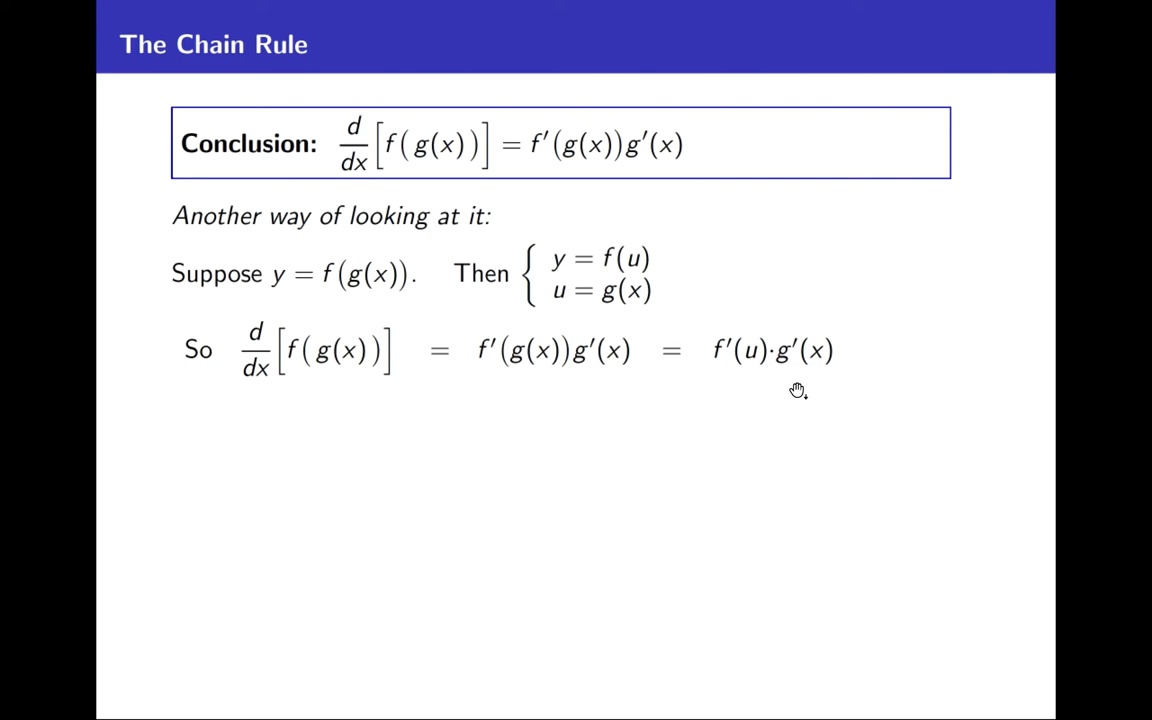 The Chain Rule
Conclusion: d/dx [f(g(x))] = f′(g(x))g′(x)
Another way of looking at it:
Suppose y = f(g(x)). Then { y = f(u)
u = g(x)
So d/dx [f(g(x))] = f′(g(x))g′(x) = f′(u)·g′(x)